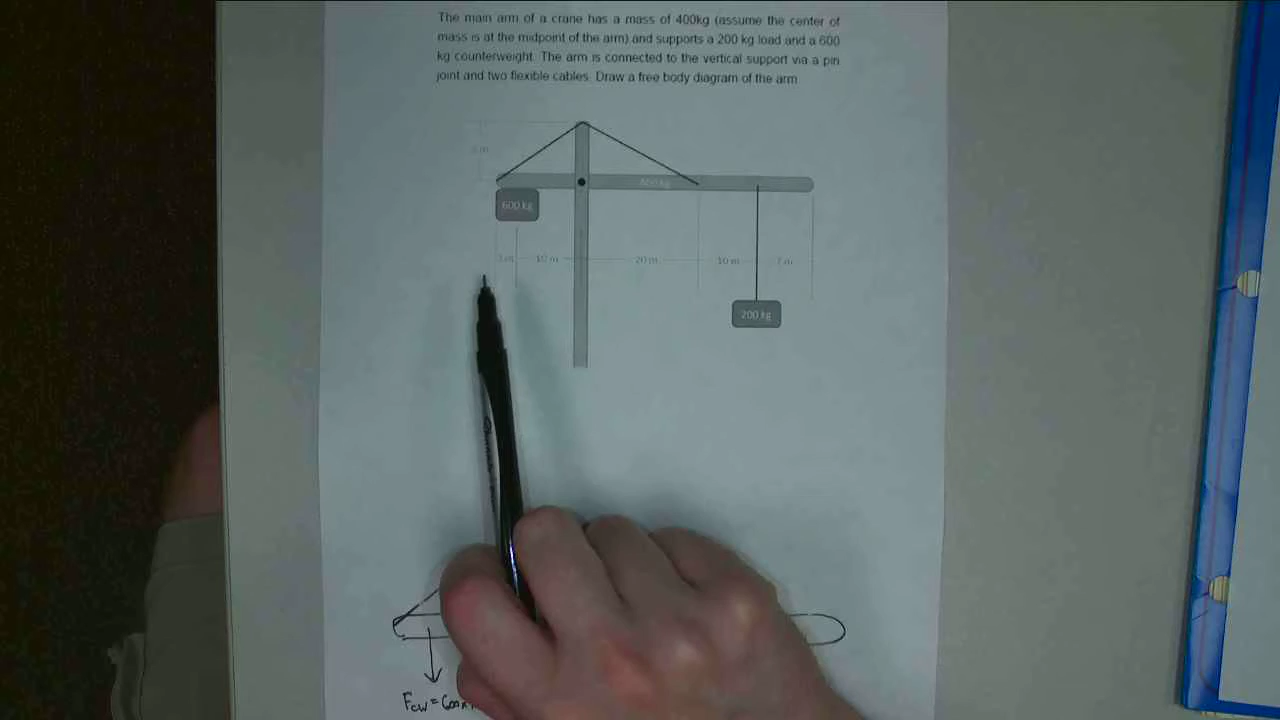 The main arm of a crane has a mass of 400kg (assume the center of
mass is at the midpoint of the arm) and supports a 200 kg load and a 600
kg counterweight. The arm is connected to the vertical support via a pin
joint and two flexible cables. Draw a free body diagram of the arm
400 kg
600 kg
10 m 20 m 10 m 7 m
200 kg